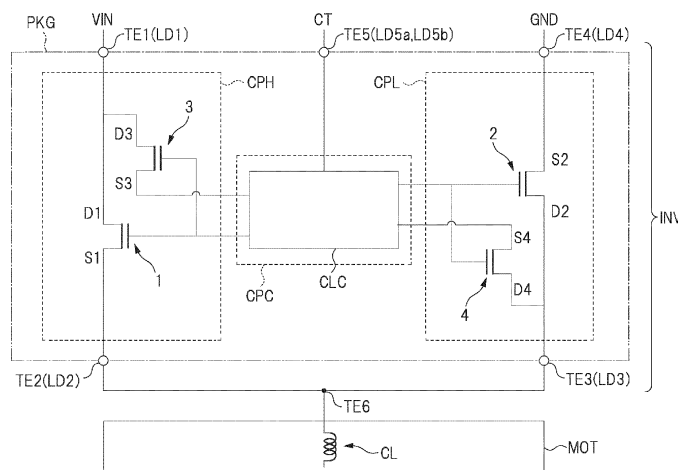 PKG VIN CT GND
TE1(LD1) TE5(LD5a,LD5b) TE4(LD4)
CPH CPL
3
D3 2
S3 S2
D1 D2
S1 S4
1 CLC D4
CPC 4
INV
TE2(LD2) TE3(LD3)
TE6
CL MOT